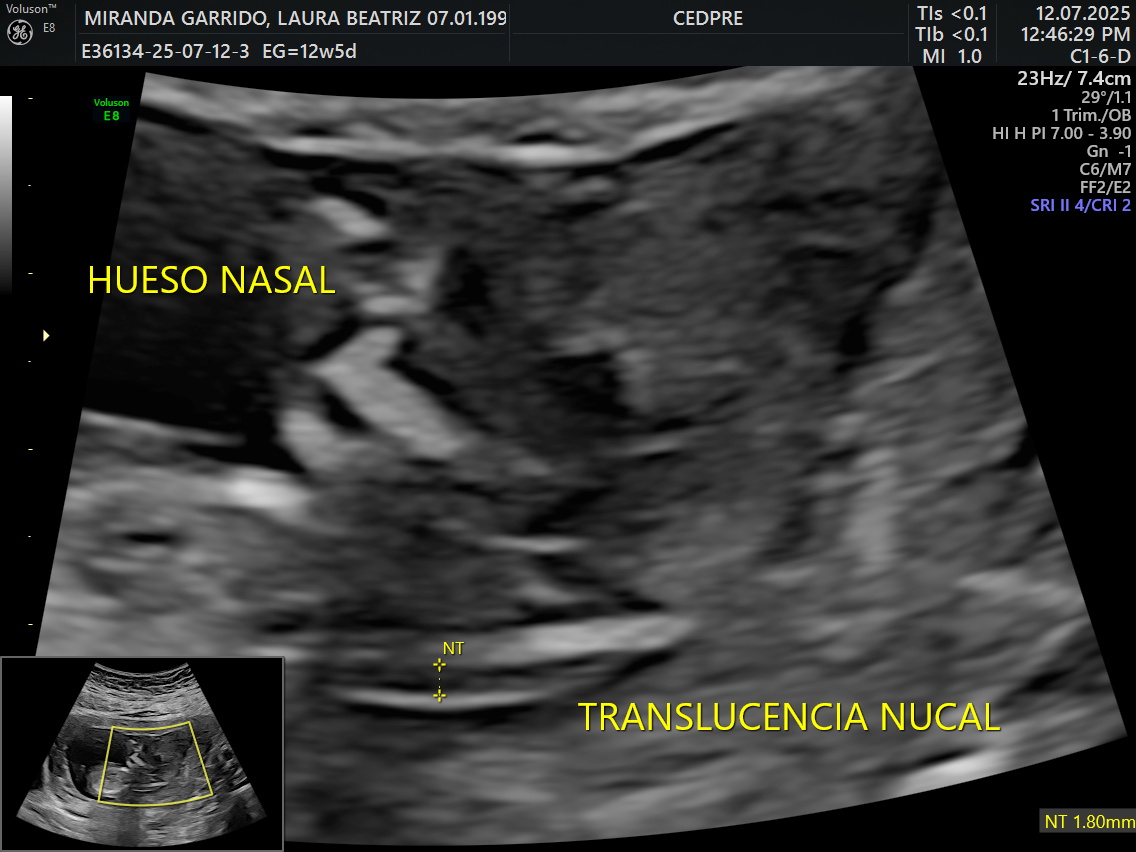 Voluson™
E8
MIRANDA GARRIDO, LAURA BEATRIZ 07.01.199
E36134-25-07-12-3 EG=12w5d
CEDPRE
TIs <0.1
TIb <0.1
MI 1.0
12.07.2025
12:46:29 PM
C1-6-D
23Hz/ 7.4cm
29°/1.1
1 Trim./OB
HI H PI 7.00 - 3.90
Gn -1
C6/M7
FF2/E2
SRI II 4/CRI 2
Voluson
E8
HUESO NASAL
NT
TRANSLUCENCIA NUCAL
NT 1.80mm